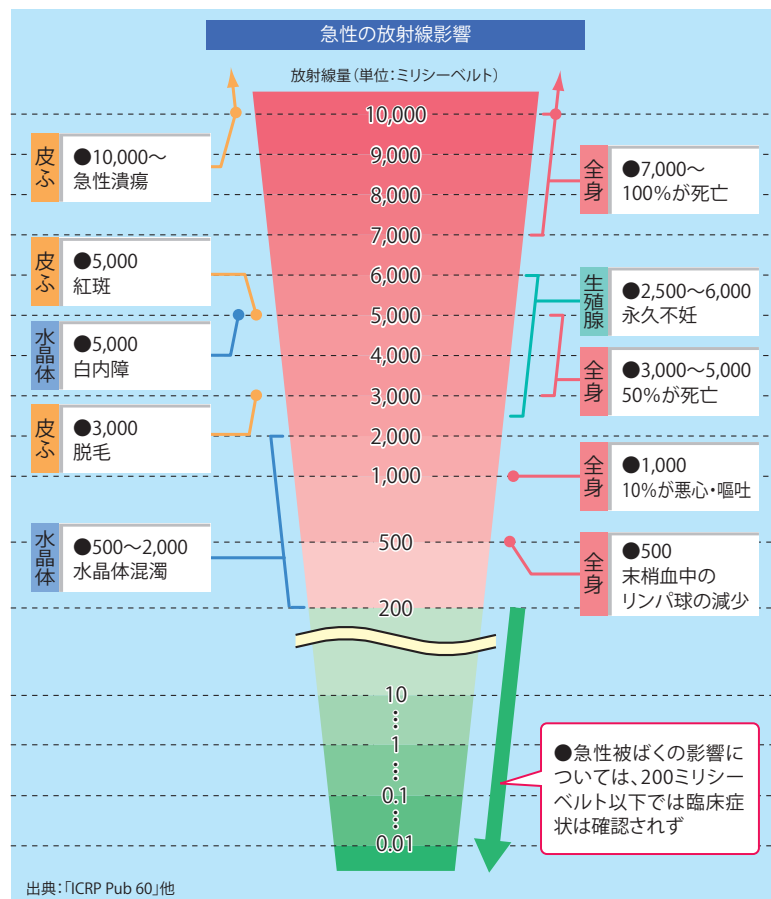 急性の放射線影響
放射線量(単位:ミリシーベルト)
10,000
9,000
8,000
7,000
6,000
5,000
4,000
3,000
2,000
1,000
500
200
10
⋮
1
⋮
0.1
⋮
0.01
皮ふ
●10,000〜
急性潰瘍
皮ふ
●5,000
紅斑
水晶体
●5,000
白内障
皮ふ
●3,000
脱毛
水晶体
●500〜2,000
水晶体混濁
全身
●7,000〜
100%が死亡
生殖腺
●2,500〜6,000
永久不妊
全身
●3,000〜5,000
50%が死亡
全身
●1,000
10%が悪心・嘔吐
全身
●500
末梢血中の
リンパ球の減少
●急性被ばくの影響に
ついては、200ミリシー
ベルト以下では臨床症
状は確認されず
出典:「ICRP Pub 60」他